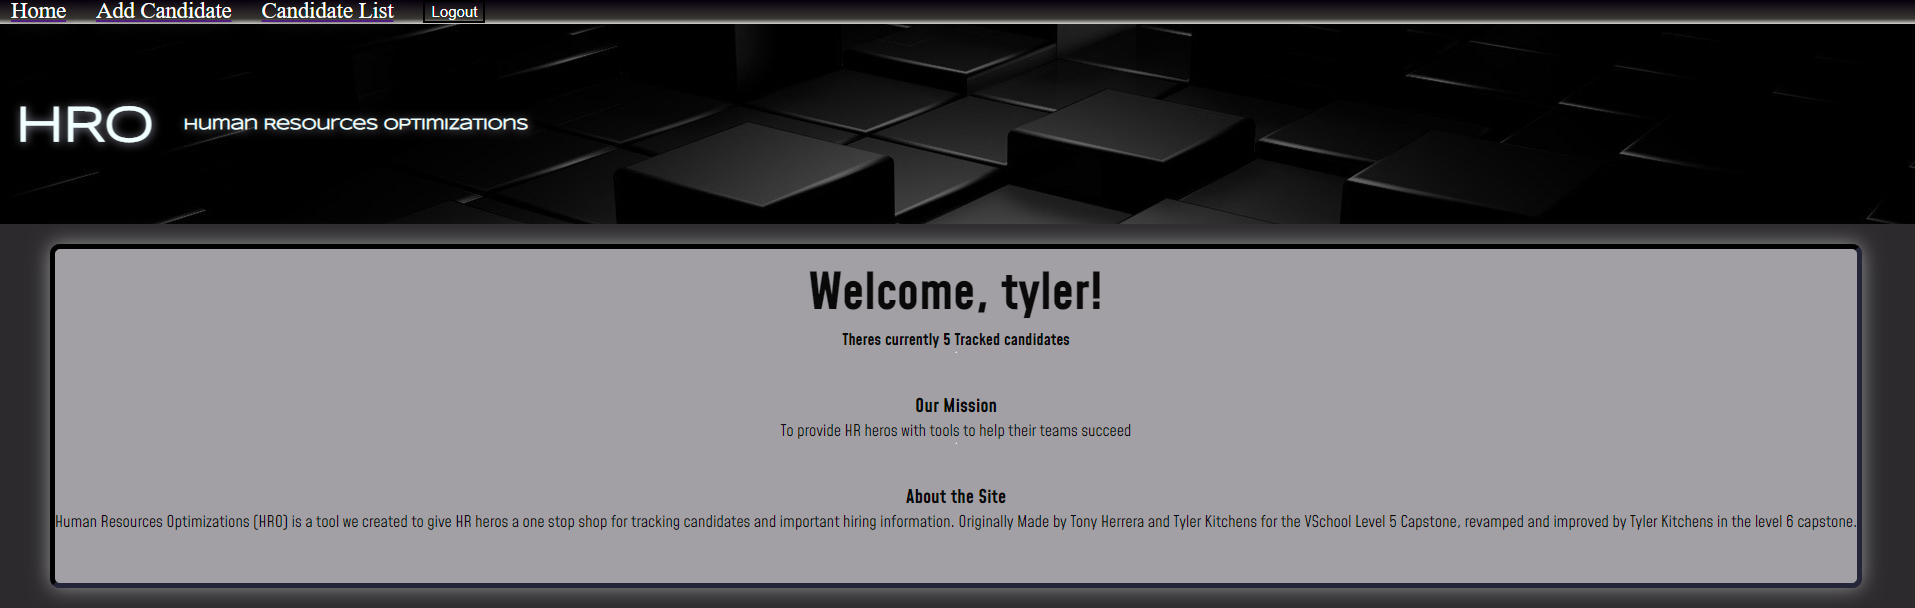 Home Add Candidate Candidate List Logout
HRO Human Resources Optimizations
Welcome, tyler!
Theres currently 5 Tracked candidates
Our Mission
To provide HR heros with tools to help their teams succeed
About the Site
Human Resources Optimizations (HRO) is a tool we created to give HR heros a one stop shop for tracking candidates and important hiring information. Originally Made by Tony Herrera and Tyler Kitchens for the VSchool Level 5 Capstone, revamped and improved by Tyler Kitchens in the level 6 capstone.